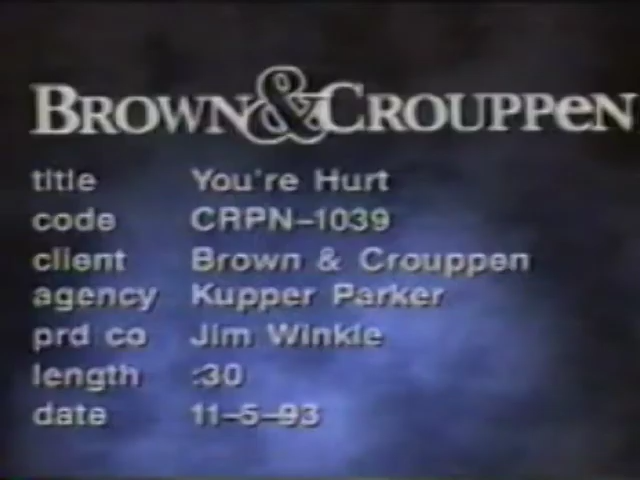 BROWN & CROUPPEN
title You're Hurt
code CRPN-1039
client Brown & Crouppen
agency Kupper Parker
prd co Jim Winkle
length :30
date 11-5-93